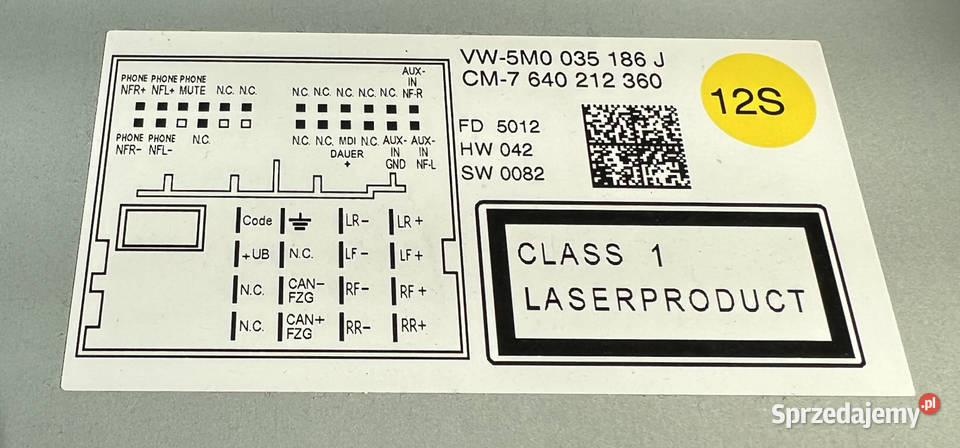 VW-5M0 035 186 J
CM-7 640 212 360
12S
FD 5012
HW 042
SW 0082
PHONE NFR+
PHONE NFL+
PHONE MUTE
N.C. N.C.
N.C. N.C. N.C. N.C. N.C.
AUX-IN NF-R
PHONE NFR-
PHONE NFL-
N.C.
N.C. N.C.
MDI DAUER +
AUX-IN GND
AUX-IN NF-L
Code LR- LR+
+UB N.C. LF- LF+
N.C. CAN- FZG RF- RF+
N.C. CAN+ FZG RR- RR+
CLASS 1
LASERPRODUCT
Sprzedajemy.pl